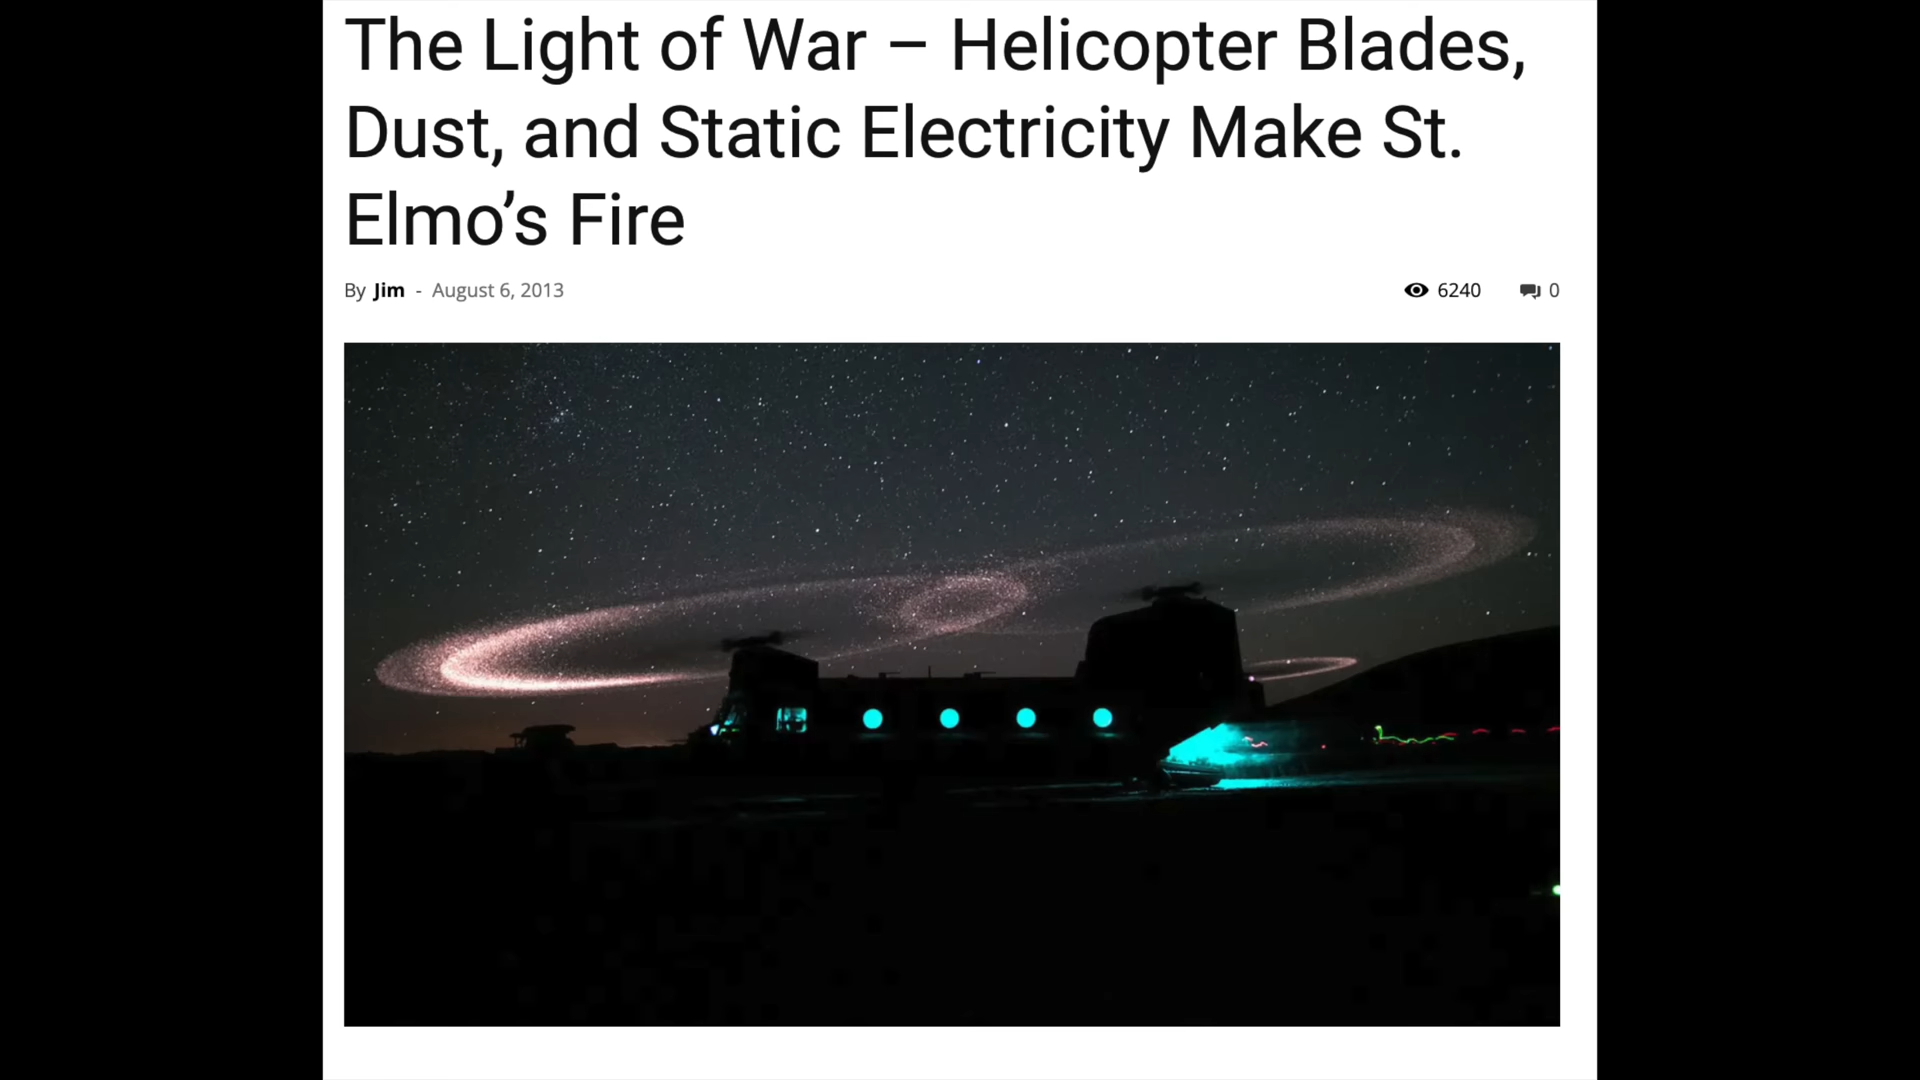 The Light of War – Helicopter Blades,
Dust, and Static Electricity Make St.
Elmo’s Fire
By Jim - August 6, 2013
6240
0